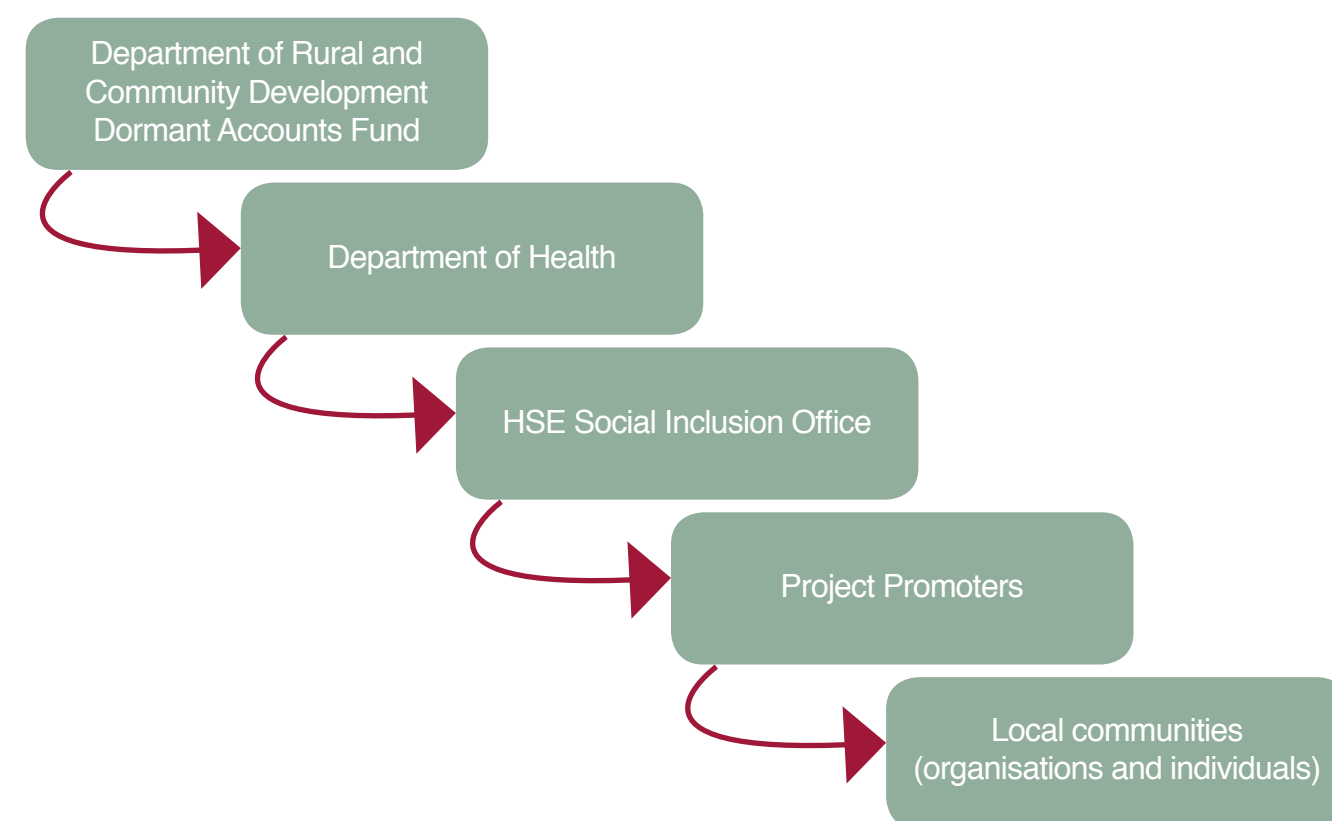 Department of Rural and
Community Development
Dormant Accounts Fund
Department of Health
HSE Social Inclusion Office
Project Promoters
Local communities
(organisations and individuals)